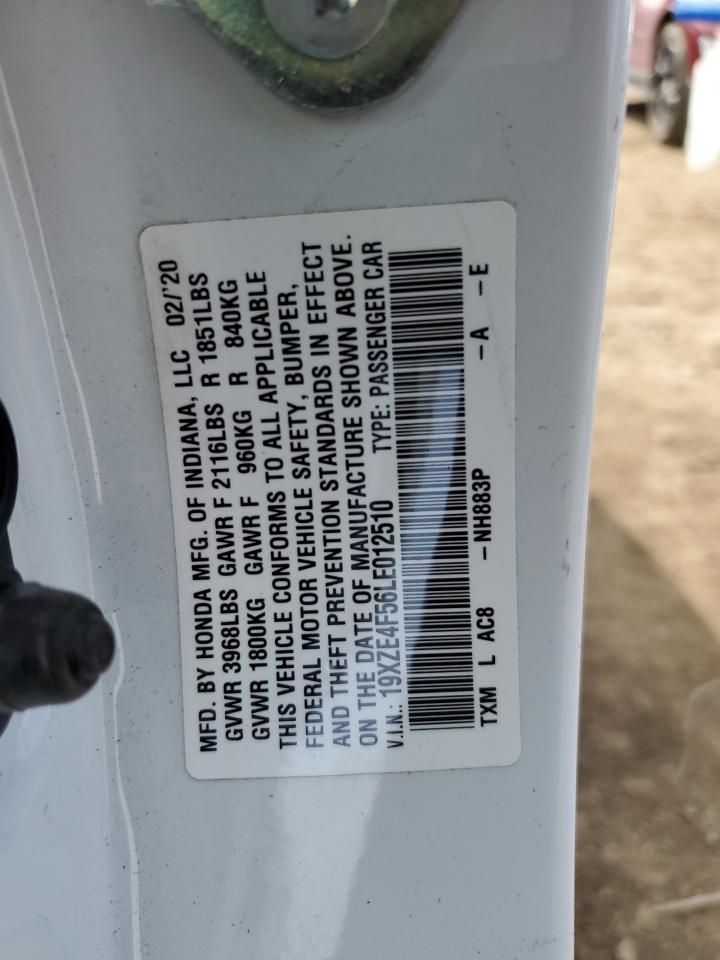 MFD. BY HONDA MFG. OF INDIANA, LLC 02/'20
GVWR 3968LBS GAWR F 2116LBS R 1851LBS
GVWR 1800KG GAWR F 960KG R 840KG
THIS VEHICLE CONFORMS TO ALL APPLICABLE
FEDERAL MOTOR VEHICLE SAFETY, BUMPER,
AND THEFT PREVENTION STANDARDS IN EFFECT
ON THE DATE OF MANUFACTURE SHOWN ABOVE.
V.I.N.: 19XZE4F56LE012510 TYPE: PASSENGER CAR
TXM L AC8 -NH883P -A -E